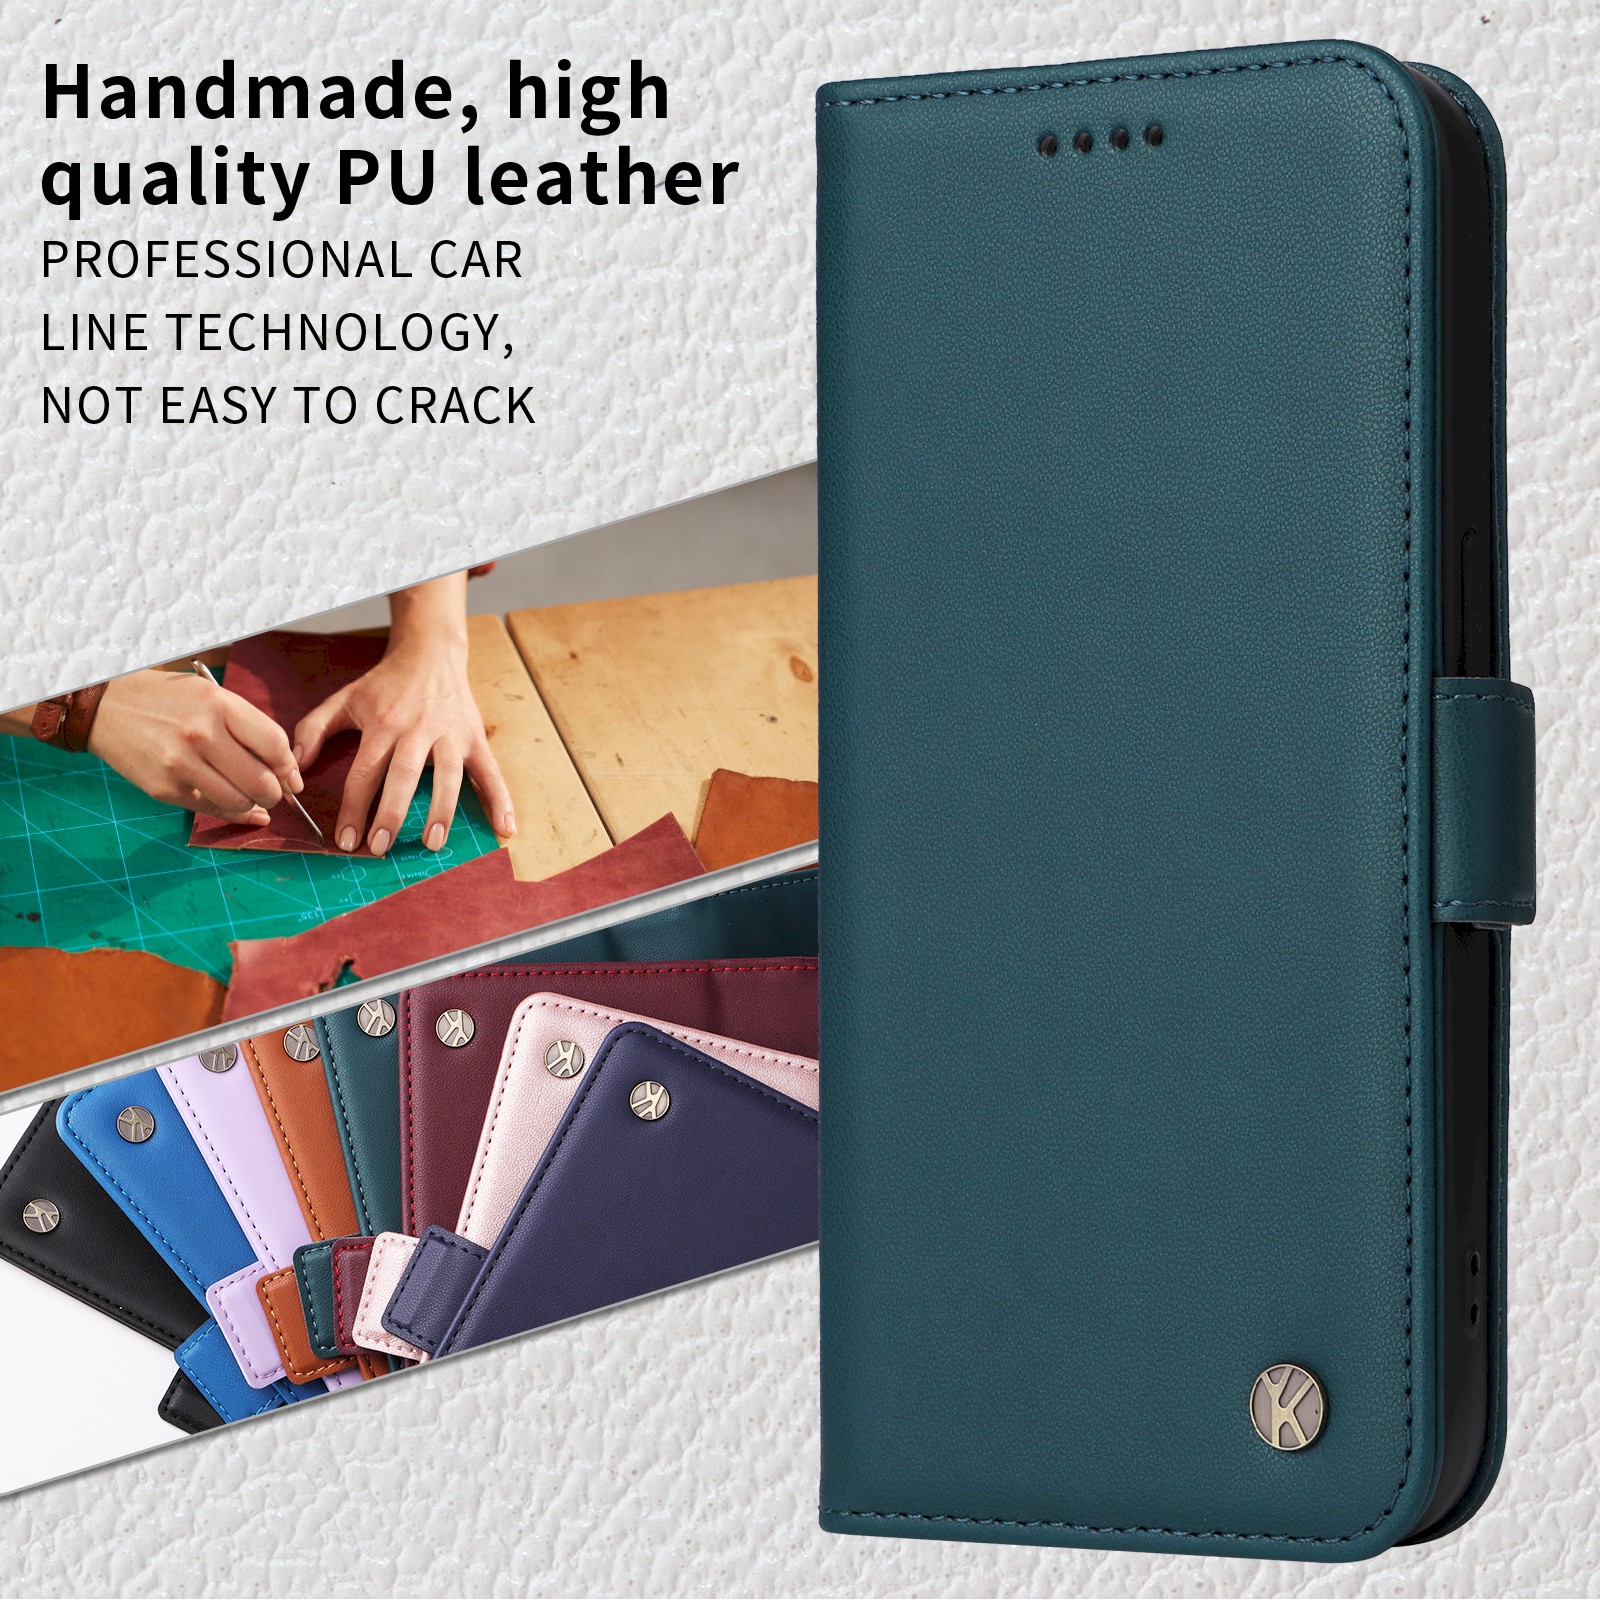 Handmade, high
quality PU leather
PROFESSIONAL CAR
LINE TECHNOLOGY,
NOT EASY TO CRACK